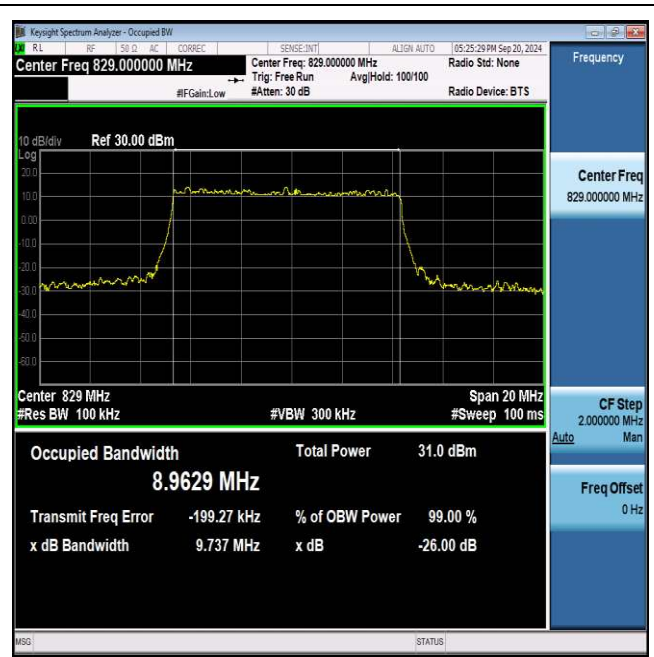 Keysight Spectrum Analyzer - Occupied BW
RL RF 50 Ω AC CORREC SENSE:INT ALIGN AUTO 05:25:29 PM Sep 20, 2024
Center Freq 829.000000 MHz
Center Freq: 829.000000 MHz Radio Std: None
Trig: Free Run Avg|Hold: 100/100
#IFGain:Low #Atten: 30 dB Radio Device: BTS
10 dB/div Ref 30.00 dBm
Log
20.0
10.0
0.00
-10.0
-20.0
-30.0
-40.0
-50.0
-60.0
Center 829 MHz Span 20 MHz
#Res BW 100 kHz #VBW 300 kHz #Sweep 100 ms
Occupied Bandwidth Total Power 31.0 dBm
8.9629 MHz
Transmit Freq Error -199.27 kHz % of OBW Power 99.00 %
x dB Bandwidth 9.737 MHz x dB -26.00 dB
MSG STATUS
Frequency
Center Freq
829.000000 MHz
CF Step
2.000000 MHz
Auto Man
Freq Offset
0 Hz